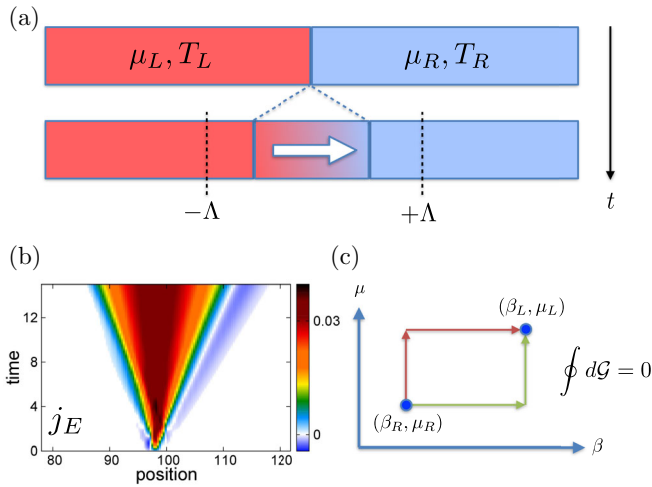 (a)
μ_L, T_L
μ_R, T_R
−Λ
+Λ
t
(b)
(c)
time
12
8
4
0
j_E
80
90
100
110
120
position
0.03
0
μ
(β_L, μ_L)
(β_R, μ_R)
β
∮ d𝒢 = 0